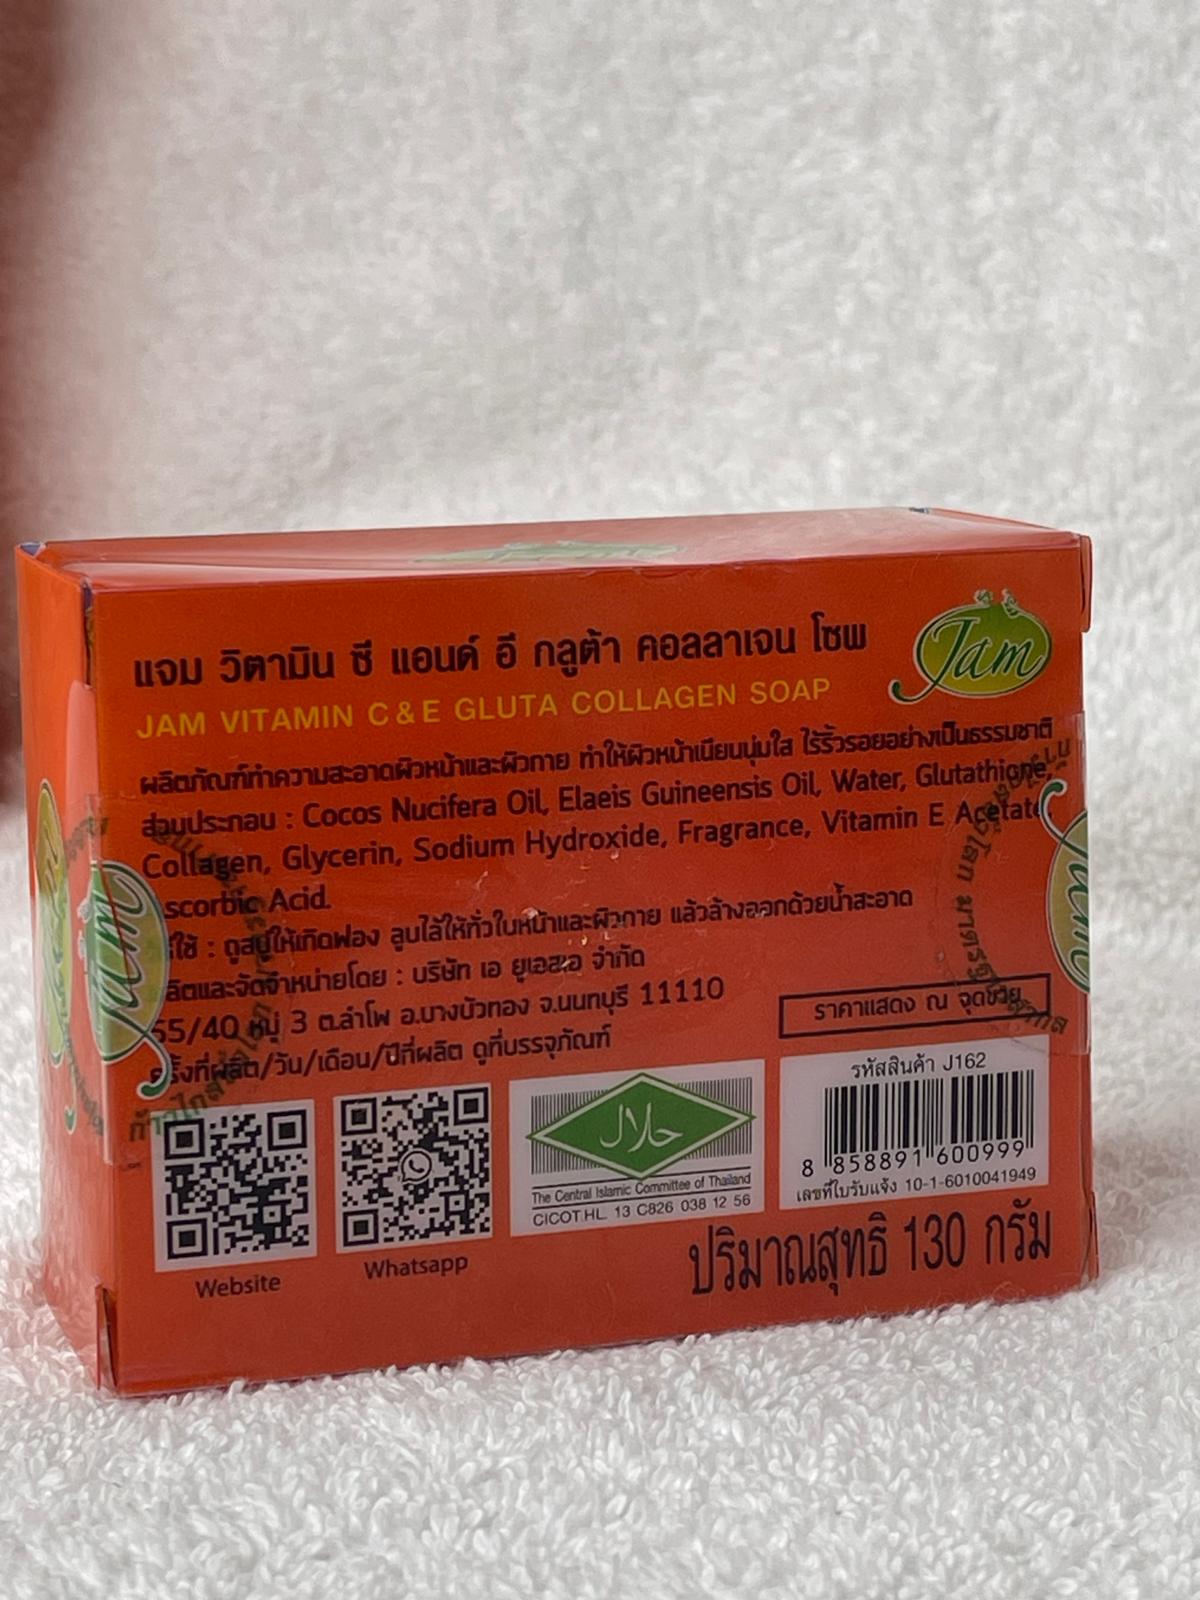 แจม วิตามิน ซี แอนด์ อี กลูต้า คอลลาเจน โซพ
Jam
JAM VITAMIN C & E GLUTA COLLAGEN SOAP
ผลิตภัณฑ์ทำความสะอาดผิวหน้าและผิวกาย ทำให้ผิวหน้าเนียนนุ่มใส ไร้ริ้วรอยอย่างเป็นธรรมชาติ
ส่วนประกอบ : Cocos Nucifera Oil, Elaeis Guineensis Oil, Water, Glutathione,
Collagen, Glycerin, Sodium Hydroxide, Fragrance, Vitamin E Acetate,
scorbic Acid.
ใช้ : ถูสบู่ให้เกิดฟอง ลูบไล้ให้ทั่วใบหน้าและผิวกาย แล้วล้างออกด้วยน้ำสะอาด
ลิตและจัดจำหน่ายโดย : บริษัท เอ ยูเอสเอ จำกัด
55/40 หมู่ 3 ต.ลำโพ อ.บางบัวทอง จ.นนทบุรี 11110
ครั้งที่ผลิต/วัน/เดือน/ปีที่ผลิต ดูที่บรรจุภัณฑ์
ราคาแสดง ณ จุดขาย
Jam
Jam
حلال
The Central Islamic Committee of Thailand
CICOT HL. 13 C826 038 12 56
รหัสสินค้า J162
8 858891 600999
เลขที่ใบรับแจ้ง 10-1-6010041949
Website
Whatsapp
ปริมาณสุทธิ 130 กรัม